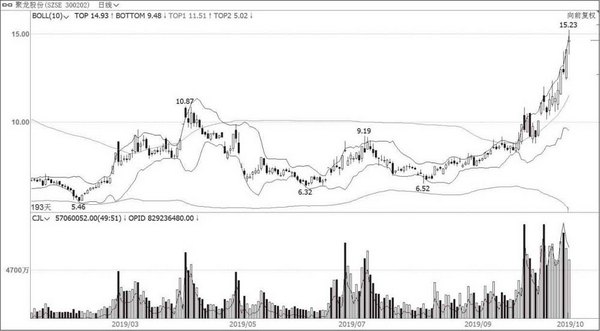 聚龙股份(SZSE 300202) 日线
BOLL(10) TOP 14.93 ↑ BOTTOM 9.48 ↓ TOP1 11.51 ↑ TOP2 5.02 ↓
向前复权
15.23
15.00
10.87
10.00
9.19
6.32
6.52
193天
5.46
CJL 57060052.00(49:51) ↓ OPID 829236480.00 ↓
4700万
2019/03
2019/05
2019/07
2019/09
2019/10